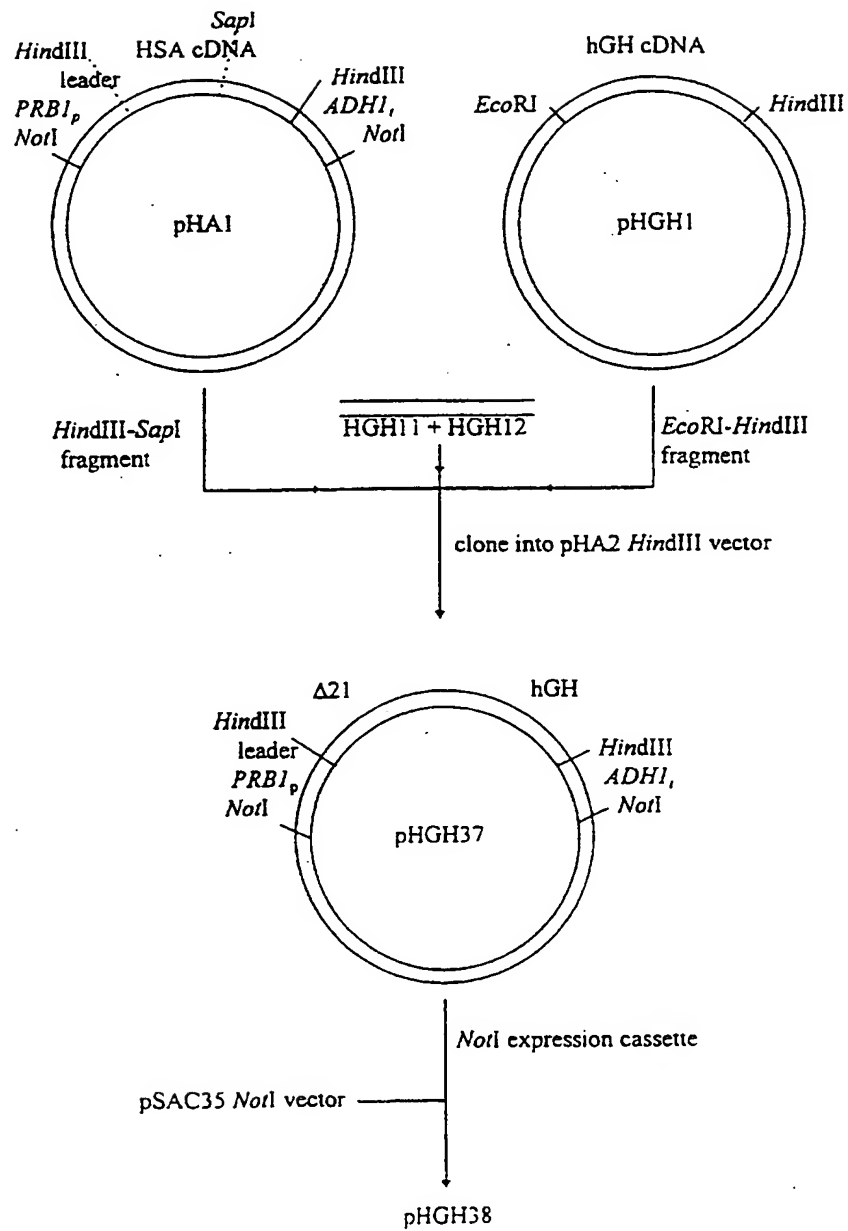 SapI
HSA cDNA
HindIII
leader
PRB1p
NotI
HindIII
ADH1t
NotI
pHA1
hGH cDNA
EcoRI
HindIII
pHGH1
HindIII-SapI
fragment
HGH11 + HGH12
EcoRI-HindIII
fragment
clone into pHA2 HindIII vector
Δ21
hGH
HindIII
leader
PRB1p
NotI
HindIII
ADH1t
NotI
pHGH37
NotI expression cassette
pSAC35 NotI vector
pHGH38